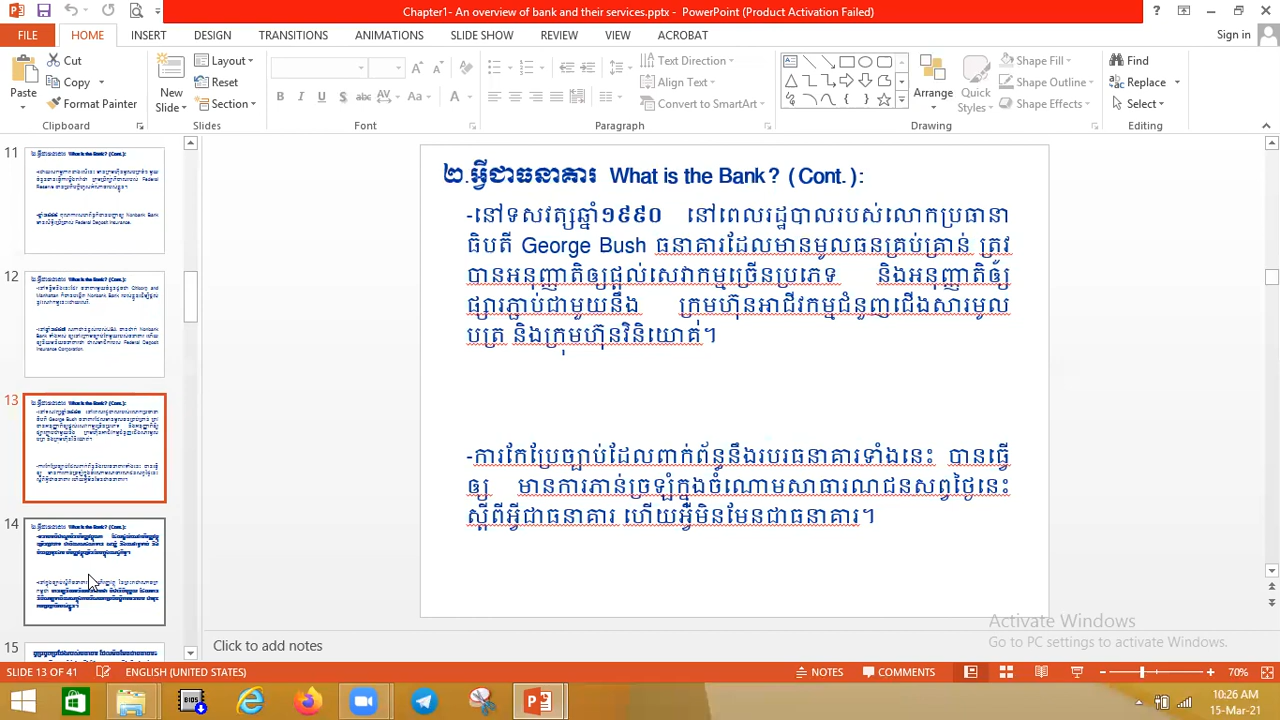 Chapter1- An overview of bank and their services.pptx - PowerPoint (Product Activation Failed)
FILE HOME INSERT DESIGN TRANSITIONS ANIMATIONS SLIDE SHOW REVIEW VIEW ACROBAT Sign in
Cut
Copy
Format Painter
Paste
Clipboard
New Slide
Layout
Reset
Section
Slides
Font
Text Direction
Align Text
Convert to SmartArt
Paragraph
Arrange
Quick Styles
Shape Fill
Shape Outline
Shape Effects
Drawing
Find
Replace
Select
Editing
11
12
13
14
15
២.អ្វីជាធនាគារ What is the Bank? (Cont.):
-នៅទសវត្សឆ្នាំ១៩៩០ នៅពេលរដ្ឋបាលរបស់លោកប្រធានា
ធិបតី George Bush ធនាគារដែលមានមូលធនគ្រប់គ្រាន់ ត្រូវ
បានអនុញ្ញាតិឲ្យផ្តល់សេវាកម្មច្រើនប្រភេទ និងអនុញ្ញាតិឲ្យ
ផ្សារភ្ជាប់ជាមួយនឹង ក្រុមហ៊ុនអាជីវកម្មជំនួញជើងសារមូល
បត្រ និងក្រុមហ៊ុនវិនិយោគ់។
-ការកែប្រែច្បាប់ដែលពាក់ព័ន្ធនឹងរបរធនាគារទាំងនេះ បានធ្វើ
ឲ្យ មានការភាន់ច្រឡំក្នុងចំណោមសាធារណជនសព្វថ្ងៃនេះ
ស្តីពីអ្វីជាធនាគារ ហើយអ្វីមិនមែនជាធនាគារ។
Activate Windows
Go to PC settings to activate Windows.
Click to add notes
SLIDE 13 OF 41 ENGLISH (UNITED STATES) NOTES COMMENTS 70%
10:26 AM
15-Mar-21